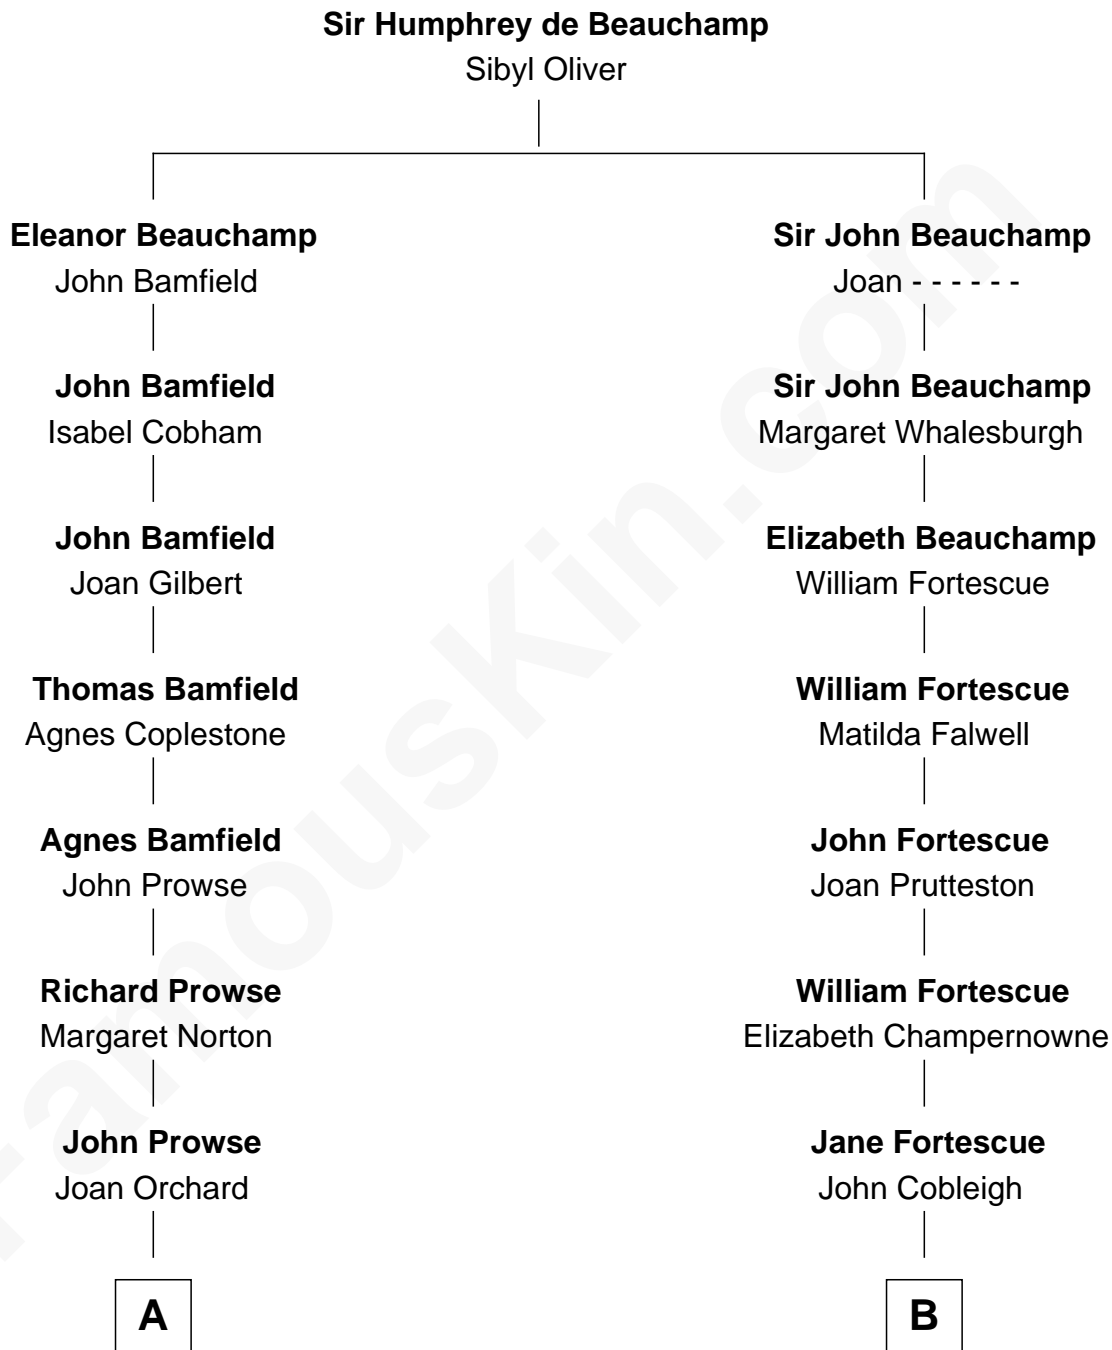 Sir Humphrey de Beauchamp
Sibyl Oliver
Eleanor Beauchamp
John Bamfield
John Bamfield
Isabel Cobham
John Bamfield
Joan Gilbert
Thomas Bamfield
Agnes Coplestone
Agnes Bamfield
John Prowse
Richard Prowse
Margaret Norton
John Prowse
Joan Orchard
A
Sir John Beauchamp
Joan - - - - - -
Sir John Beauchamp
Margaret Whalesburgh
Elizabeth Beauchamp
William Fortescue
William Fortescue
Matilda Falwell
John Fortescue
Joan Prutteston
William Fortescue
Elizabeth Champernowne
Jane Fortescue
John Cobleigh
B
FamousKin.com